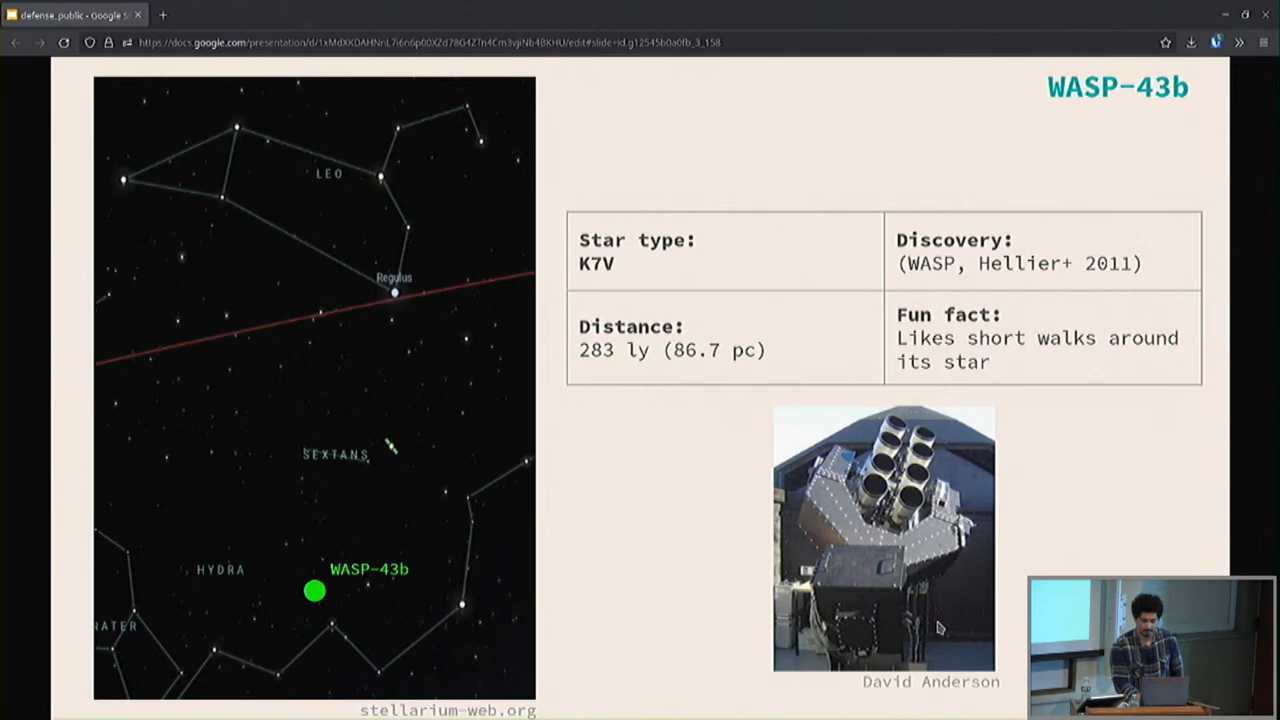 defense_public - Google S
https://docs.google.com/presentation/d/1xMdXKDAHNnL7i6n6p00XZd78G4ZTn4Cm3vjiNb4BKHU/edit#slide=id.g12545b0a0fb_3_158
WASP-43b
LEO
Regulus
SEXTANS
HYDRA
WASP-43b
RATER
stellarium-web.org
Star type:
K7V
Discovery:
(WASP, Hellier+ 2011)
Distance:
283 ly (86.7 pc)
Fun fact:
Likes short walks around
its star
David Anderson